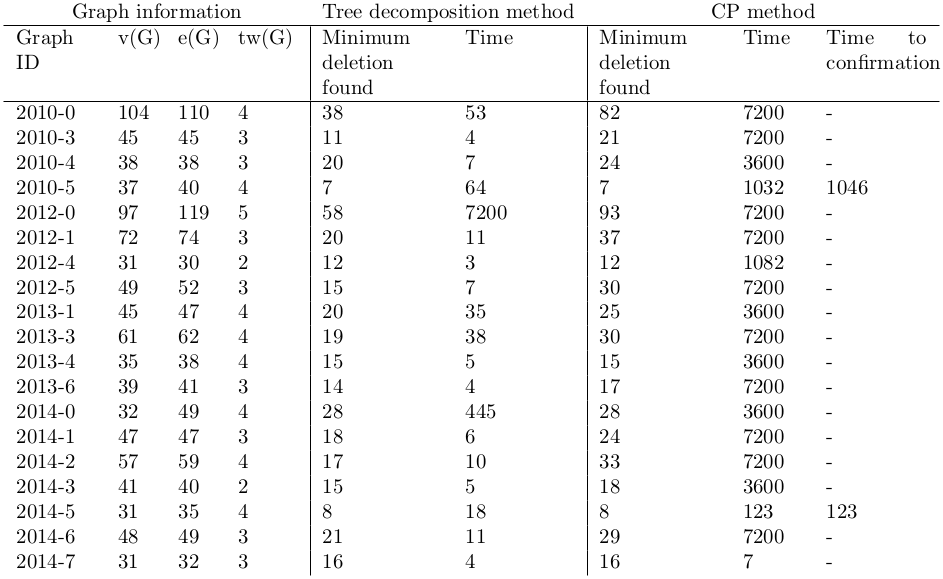 Graph information Tree decomposition method CP method
Graph v(G) e(G) tw(G) Minimum Time Minimum Time Time to
ID deletion deletion confirmation
found found
2010-0 104 110 4 38 53 82 7200 -
2010-3 45 45 3 11 4 21 7200 -
2010-4 38 38 3 20 7 24 3600 -
2010-5 37 40 4 7 64 7 1032 1046
2012-0 97 119 5 58 7200 93 7200 -
2012-1 72 74 3 20 11 37 7200 -
2012-4 31 30 2 12 3 12 1082 -
2012-5 49 52 3 15 7 30 7200 -
2013-1 45 47 4 20 35 25 3600 -
2013-3 61 62 4 19 38 30 7200 -
2013-4 35 38 4 15 5 15 3600 -
2013-6 39 41 3 14 4 17 7200 -
2014-0 32 49 4 28 445 28 3600 -
2014-1 47 47 3 18 6 24 7200 -
2014-2 57 59 4 17 10 33 7200 -
2014-3 41 40 2 15 5 18 3600 -
2014-5 31 35 4 8 18 8 123 123
2014-6 48 49 3 21 11 29 7200 -
2014-7 31 32 3 16 4 16 7 -